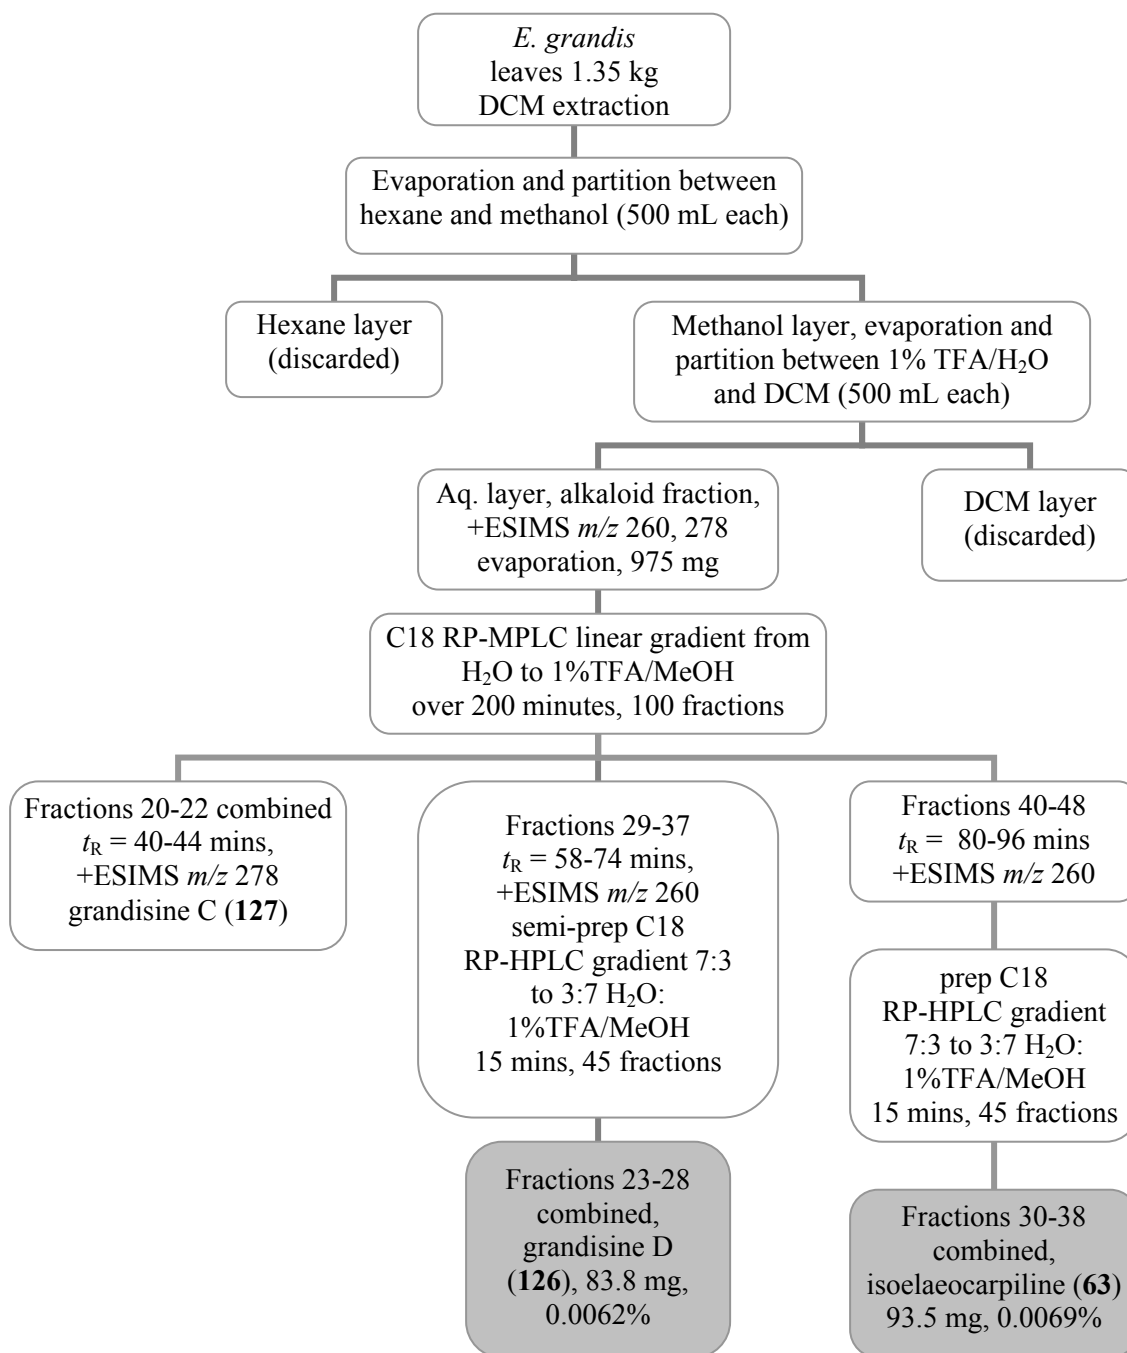 E. grandis
leaves 1.35 kg
DCM extraction
Evaporation and partition between
hexane and methanol (500 mL each)
Hexane layer
(discarded)
Methanol layer, evaporation and
partition between 1% TFA/H₂O
and DCM (500 mL each)
Aq. layer, alkaloid fraction,
+ESIMS m/z 260, 278
evaporation, 975 mg
DCM layer
(discarded)
C18 RP-MPLC linear gradient from
H₂O to 1%TFA/MeOH
over 200 minutes, 100 fractions
Fractions 20-22 combined
tR = 40-44 mins,
+ESIMS m/z 278
grandisine C (127)
Fractions 29-37
tR = 58-74 mins,
+ESIMS m/z 260
semi-prep C18
RP-HPLC gradient 7:3
to 3:7 H₂O:
1%TFA/MeOH
15 mins, 45 fractions
Fractions 40-48
tR = 80-96 mins
+ESIMS m/z 260
prep C18
RP-HPLC gradient
7:3 to 3:7 H₂O:
1%TFA/MeOH
15 mins, 45 fractions
Fractions 23-28
combined,
grandisine D
(126), 83.8 mg,
0.0062%
Fractions 30-38
combined,
isoelaeocarpiline (63)
93.5 mg, 0.0069%